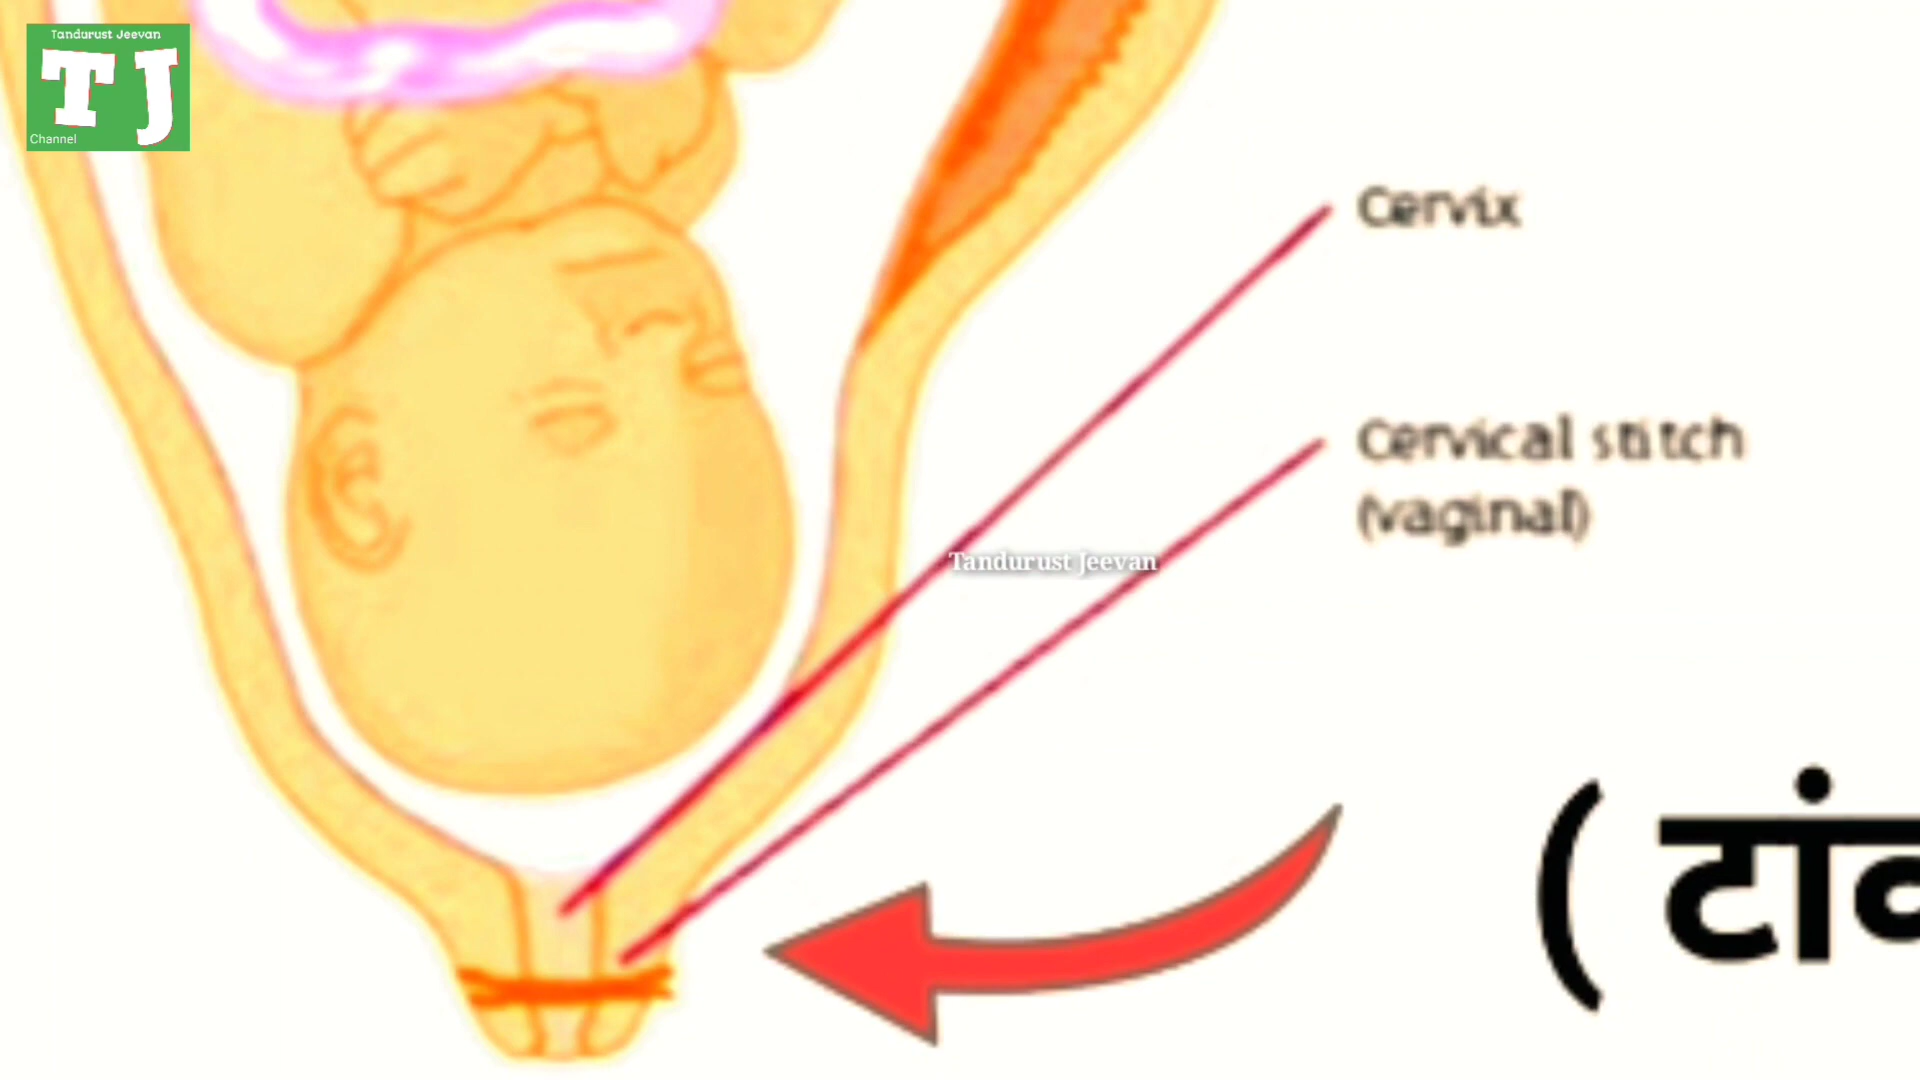 Tandurust Jeevan
TJ
Channel
Cervix
Cervical stitch
(vaginal)
Tandurust Jeevan
(